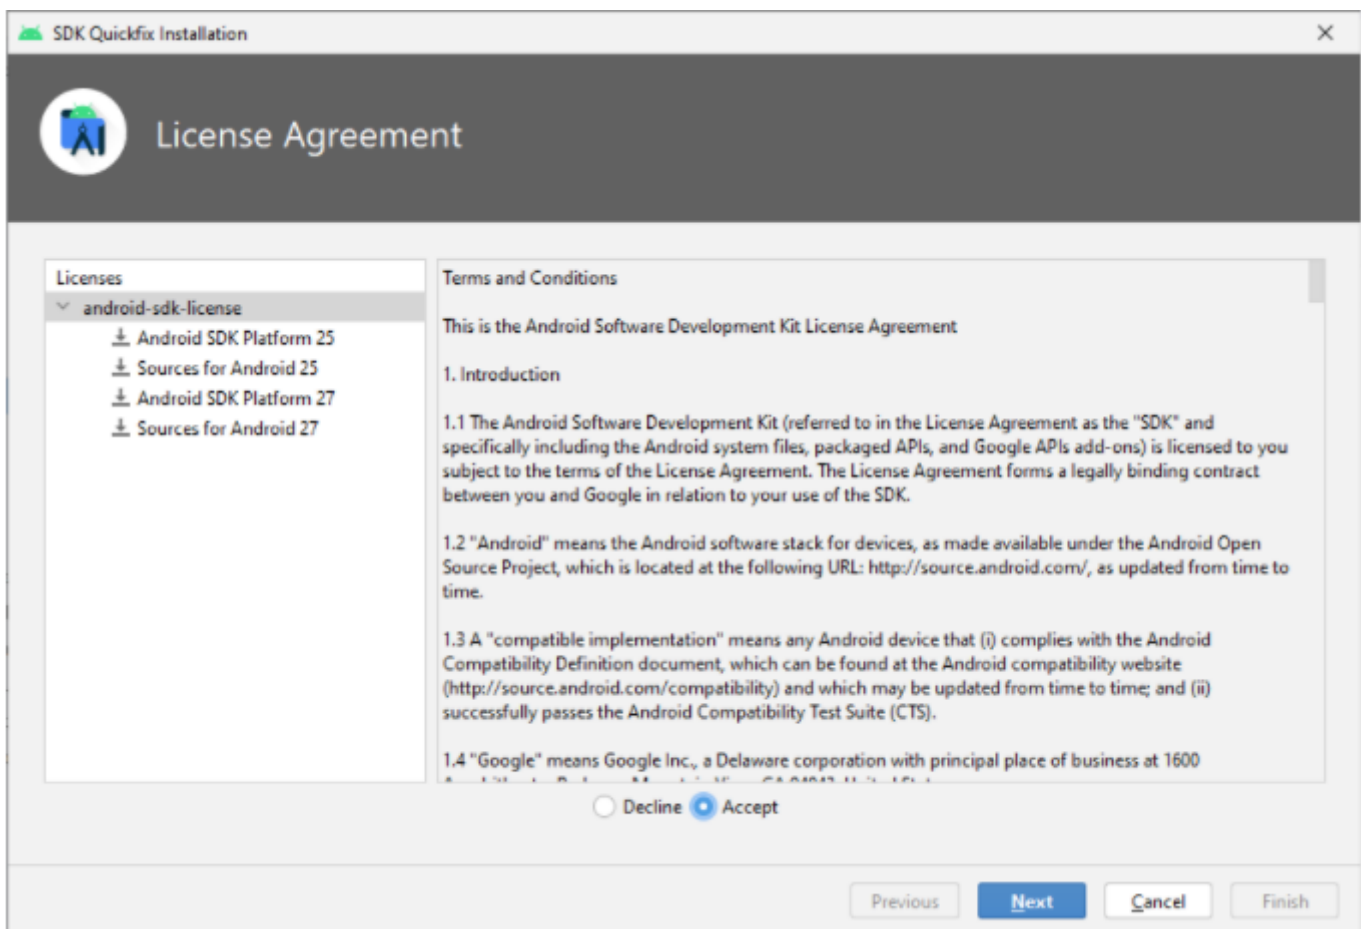 SDK Quickfix Installation
License Agreement
Licenses
android-sdk-license
Android SDK Platform 25
Sources for Android 25
Android SDK Platform 27
Sources for Android 27
Terms and Conditions
This is the Android Software Development Kit License Agreement
1. Introduction
1.1 The Android Software Development Kit (referred to in the License Agreement as the "SDK" and
specifically including the Android system files, packaged APIs, and Google APIs add-ons) is licensed to you
subject to the terms of the License Agreement. The License Agreement forms a legally binding contract
between you and Google in relation to your use of the SDK.
1.2 "Android" means the Android software stack for devices, as made available under the Android Open
Source Project, which is located at the following URL: http://source.android.com/, as updated from time to
time.
1.3 A "compatible implementation" means any Android device that (i) complies with the Android
Compatibility Definition document, which can be found at the Android compatibility website
(http://source.android.com/compatibility) and which may be updated from time to time; and (ii)
successfully passes the Android Compatibility Test Suite (CTS).
1.4 "Google" means Google Inc., a Delaware corporation with principal place of business at 1600
Decline Accept
Previous Next Cancel Finish